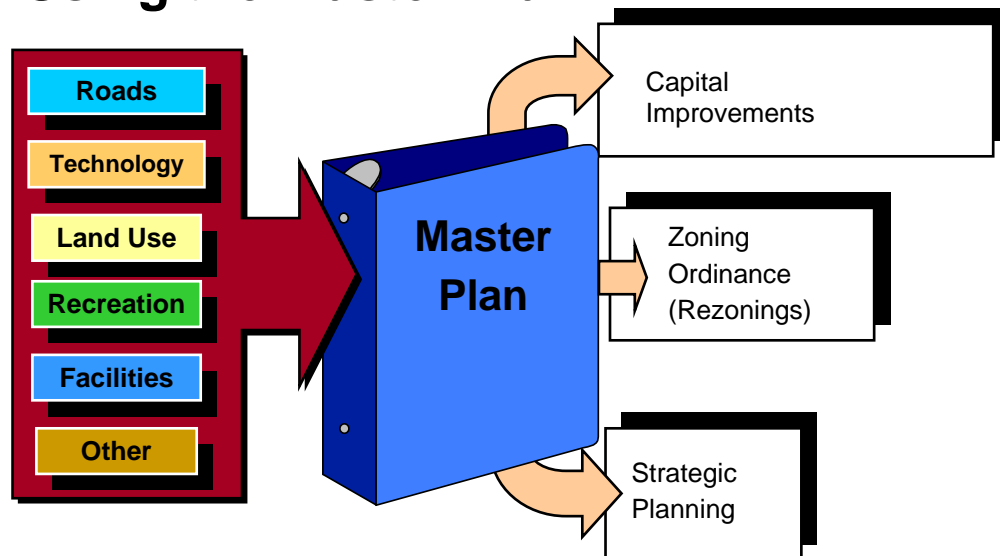 Roads
Technology
Land Use
Recreation
Facilities
Other
Master
Plan
Capital
Improvements
Zoning
Ordinance
(Rezonings)
Strategic
Planning